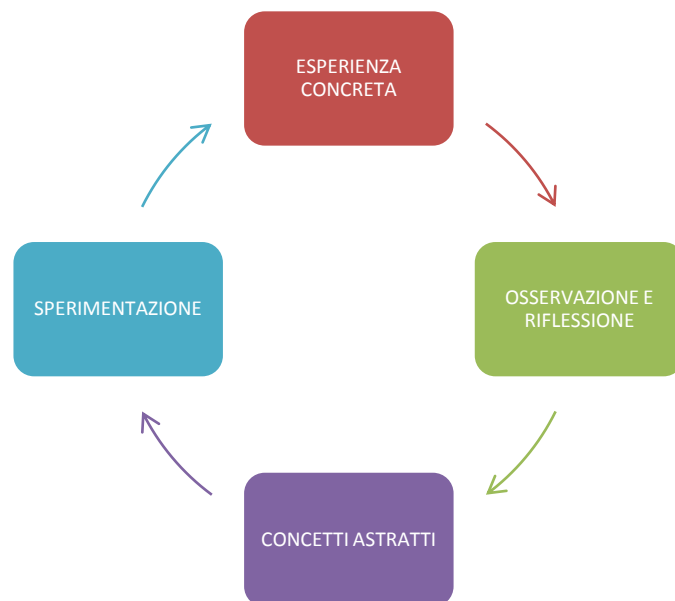 ESPERIENZA
CONCRETA
OSSERVAZIONE E
RIFLESSIONE
CONCETTI ASTRATTI
SPERIMENTAZIONE